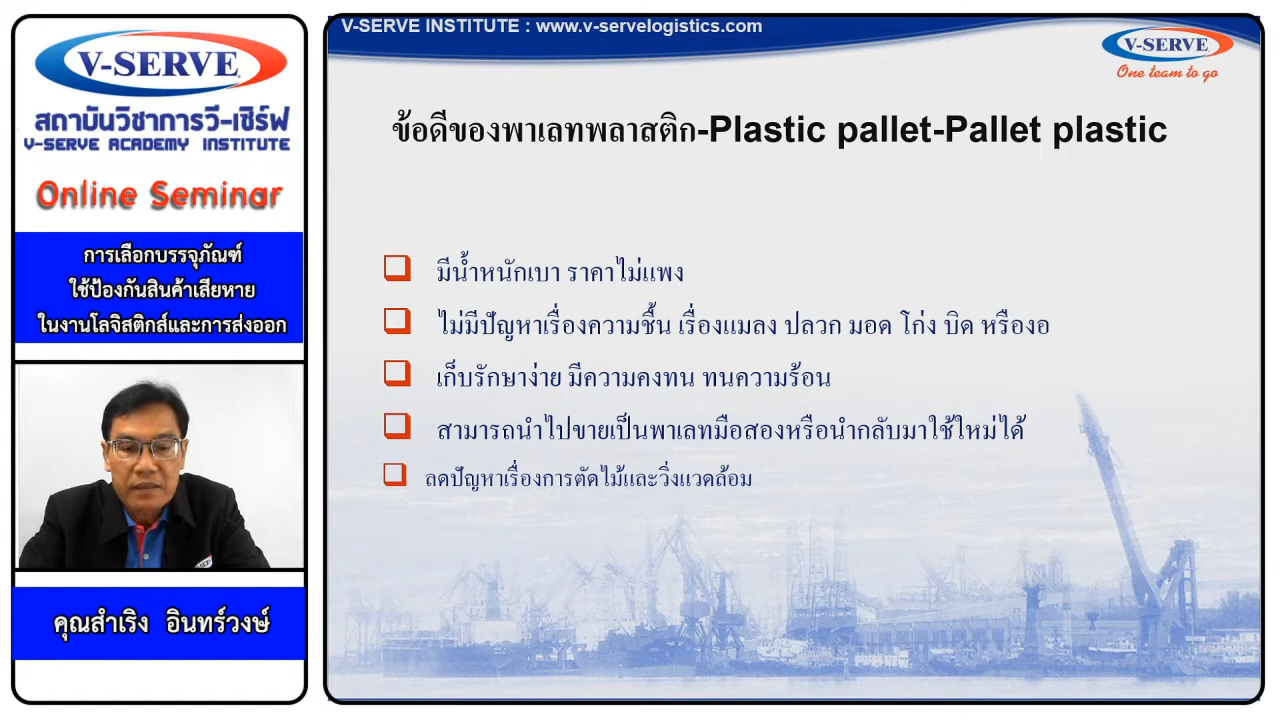 V-SERVE
สถาบันวิชาการวี-เซิร์ฟ
V-SERVE ACADEMY INSTITUTE
Online Seminar
การเลือกบรรจุภัณฑ์
ใช้ป้องกันสินค้าเสียหาย
ในงานโลจิสติกส์และการส่งออก
คุณสำเริง อินทร์วงษ์
V-SERVE INSTITUTE : www.v-servelogistics.com
V-SERVE
One team to go
ข้อดีของพาเลทพลาสติก-Plastic pallet-Pallet plastic
มีน้ำหนักเบา ราคาไม่แพง
ไม่มีปัญหาเรื่องความชื้น เรื่องแมลง ปลวก มอด โก่ง บิด หรืองอ
เก็บรักษาง่าย มีความคงทน ทนความร้อน
สามารถนำไปขายเป็นพาเลทมือสองหรือนำกลับมาใช้ใหม่ได้
ลดปัญหาเรื่องการตัดไม้และวิ่งแวดล้อม